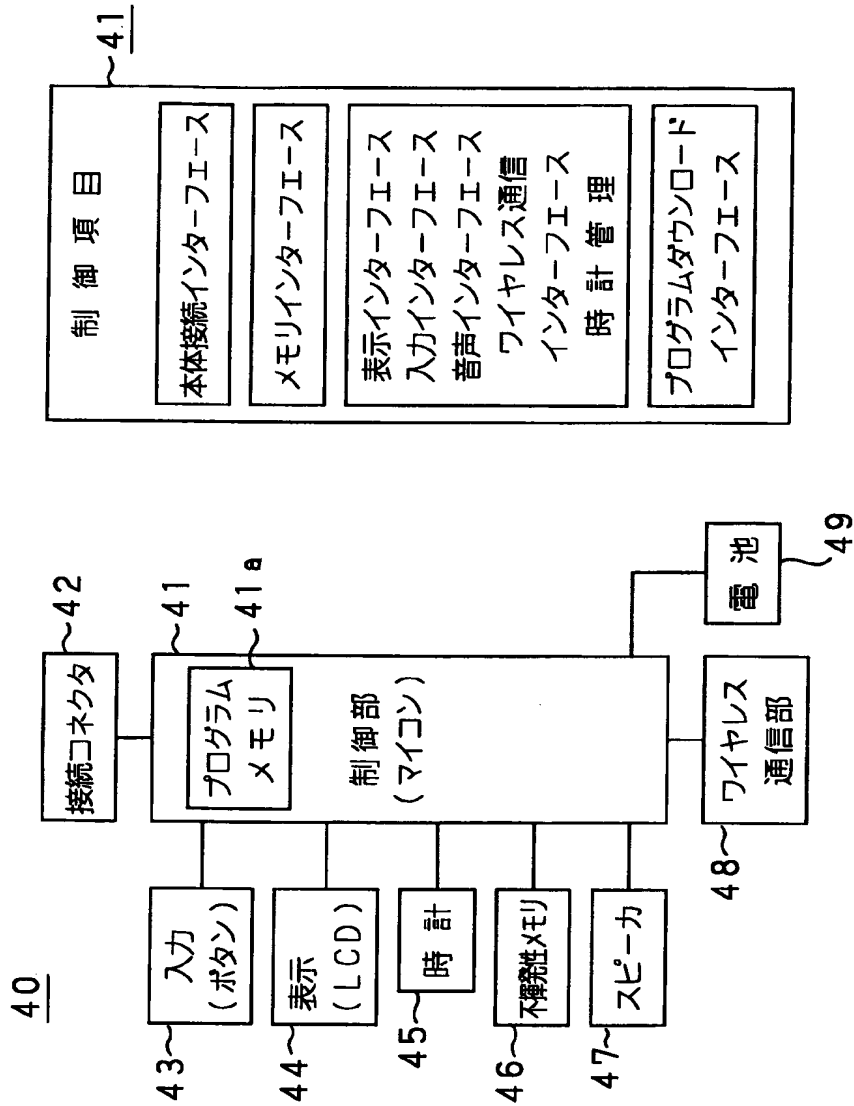 40
接続コネクタ
42
41
プログラム
メモリ
41a
制御部
(マイコン)
入力
(ボタン)
43
表示
(LCD)
44
時計
45
不揮発性メモリ
46
スピーカ
47
ワイヤレス
通信部
48
電池
49
41
制御項目
本体接続インターフェース
メモリインターフェース
表示インターフェース
入力インターフェース
音声インターフェース
ワイヤレス通信
インターフェース
時計管理
プログラムダウンロード
インターフェース